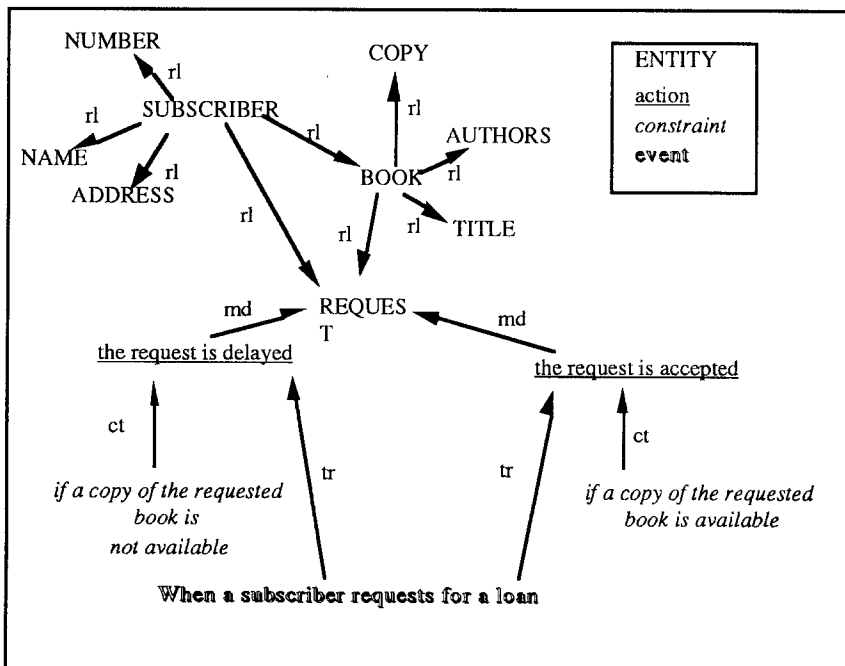 NUMBER
COPY
ENTITY
action
constraint
event
rl
SUBSCRIBER
rl
rl
rl
AUTHORS
NAME
rl
BOOK
rl
ADDRESS
rl
rl
rl
TITLE
md
REQUES
T
md
the request is delayed
the request is accepted
ct
tr
tr
ct
if a copy of the requested
book is
not available
if a copy of the requested
book is available
When a subscriber requests for a loan